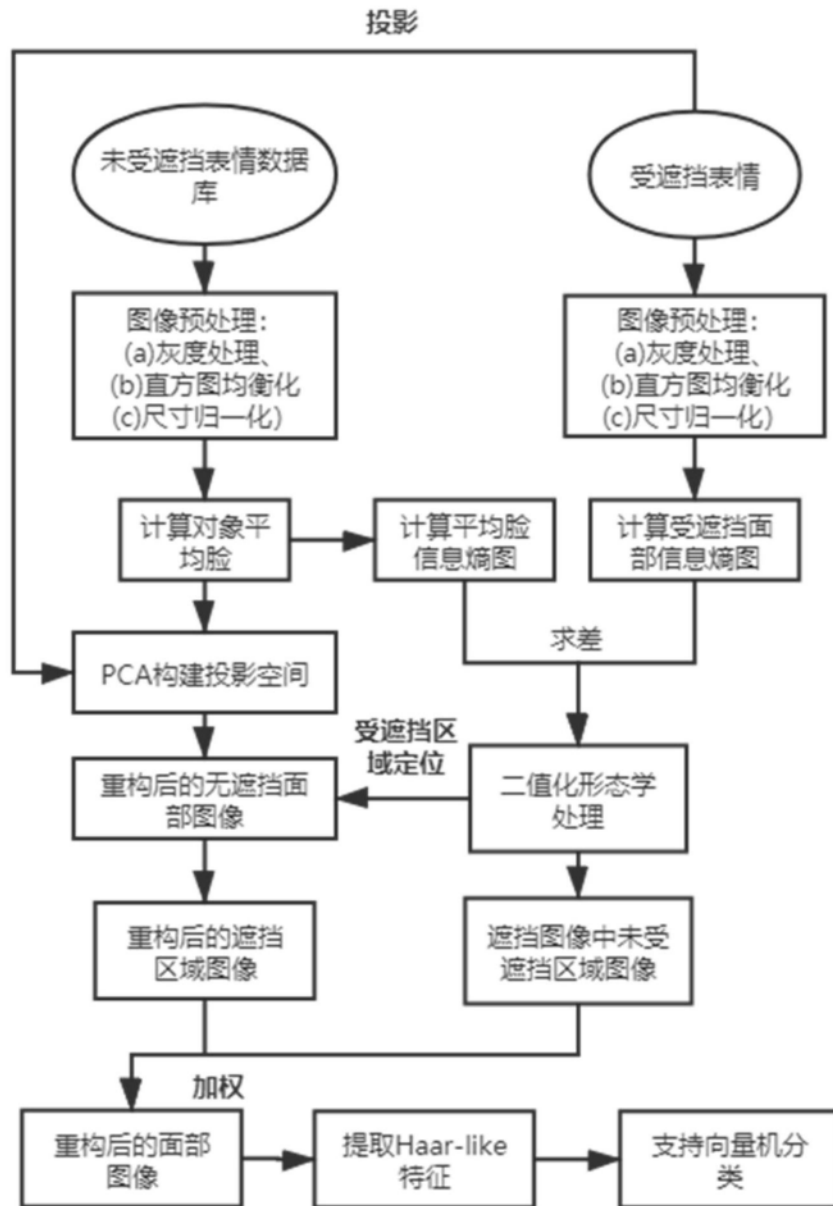 投影
未受遮挡表情数据
库
受遮挡表情
图像预处理：
(a)灰度处理、
(b)直方图均衡化
(c)尺寸归一化)
图像预处理：
(a)灰度处理、
(b)直方图均衡化
(c)尺寸归一化)
计算对象平
均脸
计算平均脸
信息熵图
计算受遮挡面
部信息熵图
求差
PCA构建投影空间
受遮挡区
域定位
重构后的无遮挡面
部图像
二值化形态学
处理
重构后的遮挡
区域图像
遮挡图像中未受
遮挡区域图像
加权
重构后的面部
图像
提取Haar-like
特征
支持向量机分
类